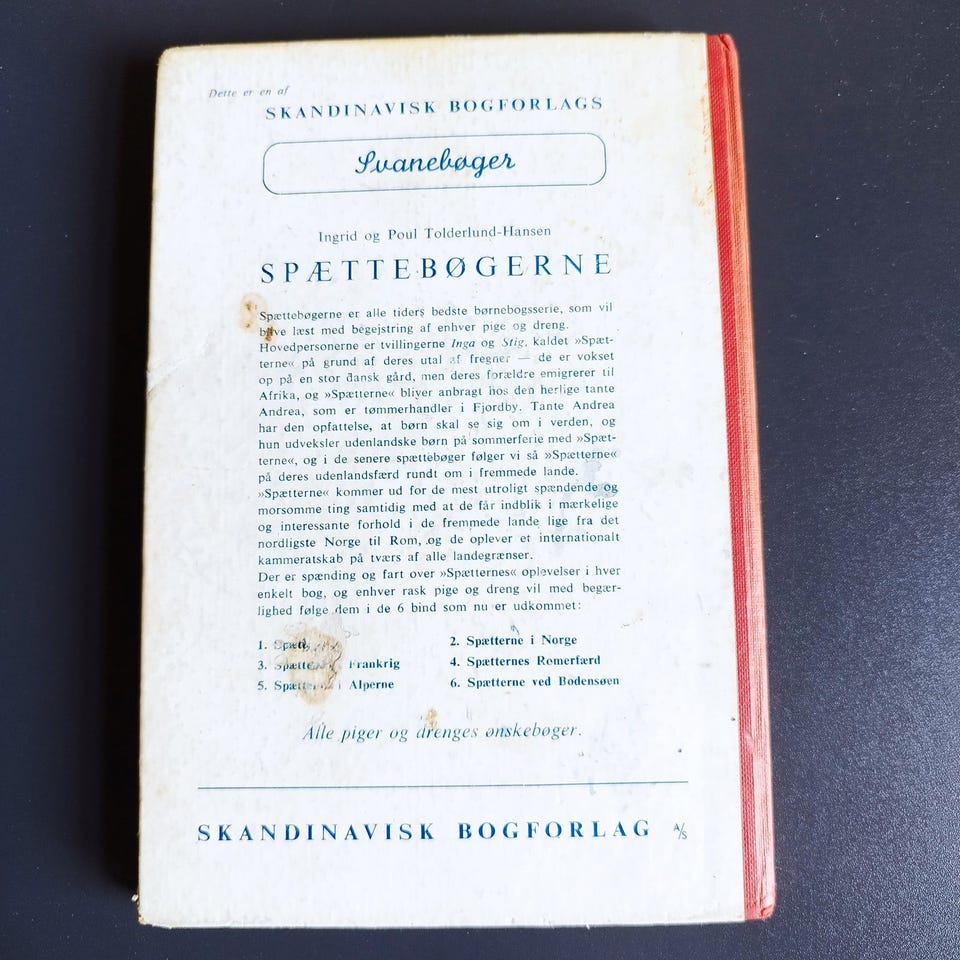 Dette er en af
SKANDINAVISK BOGFORLAGS
Svanebøger
Ingrid og Poul Tolderlund-Hansen
SPÆTTEBØGERNE
Spættebøgerne er alle tiders bedste børnebogsserie, som vil
blive læst med begejstring af enhver pige og dreng.
Hovedpersonerne er tvillingerne Inga og Stig, kaldet »Spæt-
terne« på grund af deres utal af fregner — de er vokset
op på en stor dansk gård, men deres forældre emigrerer til
Afrika, og »Spætterne« bliver anbragt hos den herlige tante
Andrea, som er tømmerhandler i Fjordby. Tante Andrea
har den opfattelse, at børn skal se sig om i verden, og
hun udveksler udenlandske børn på sommerferie med »Spæt-
terne«, og i de senere spættebøger følger vi så »Spætterne«
på deres udenlandsfærd rundt om i fremmede lande.
»Spætterne« kommer ud for de mest utroligt spændende og
morsomme ting samtidig med at de får indblik i mærkelige
og interessante forhold i de fremmede lande lige fra det
nordligste Norge til Rom, og de oplever et internationalt
kammeratskab på tværs af alle landegrænser.
Der er spænding og fart over »Spætternes« oplevelser i hver
enkelt bog, og enhver rask pige og dreng vil med begær-
lighed følge dem i de 6 bind som nu er udkommet:
1. 2. Spætterne i Norge
3. Frankrig 4. Spætternes Romerfærd
5. i Alperne 6. Spætterne ved Bodensøen
Alle piger og drenges ønskebøger.
SKANDINAVISK BOGFORLAG A/S